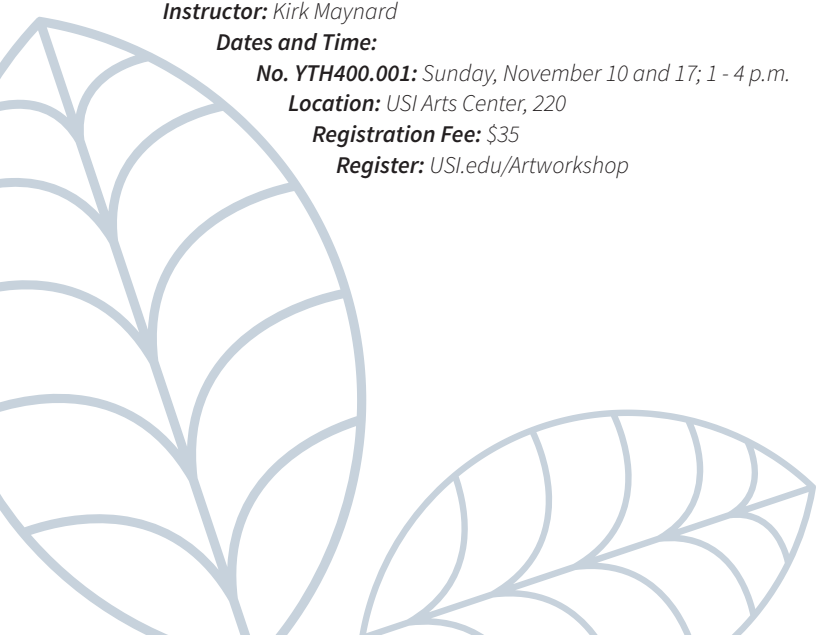 Instructor: Kirk Maynard
Dates and Time:
No. YTH400.001: Sunday, November 10 and 17; 1 - 4 p.m.
Location: USI Arts Center, 220
Registration Fee: $35
Register: USI.edu/Artworkshop